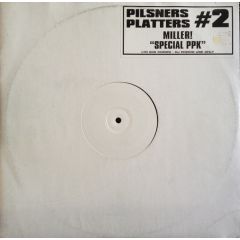 PILSNERS
PLATTERS #2
MILLER!
"SPECIAL PPK"